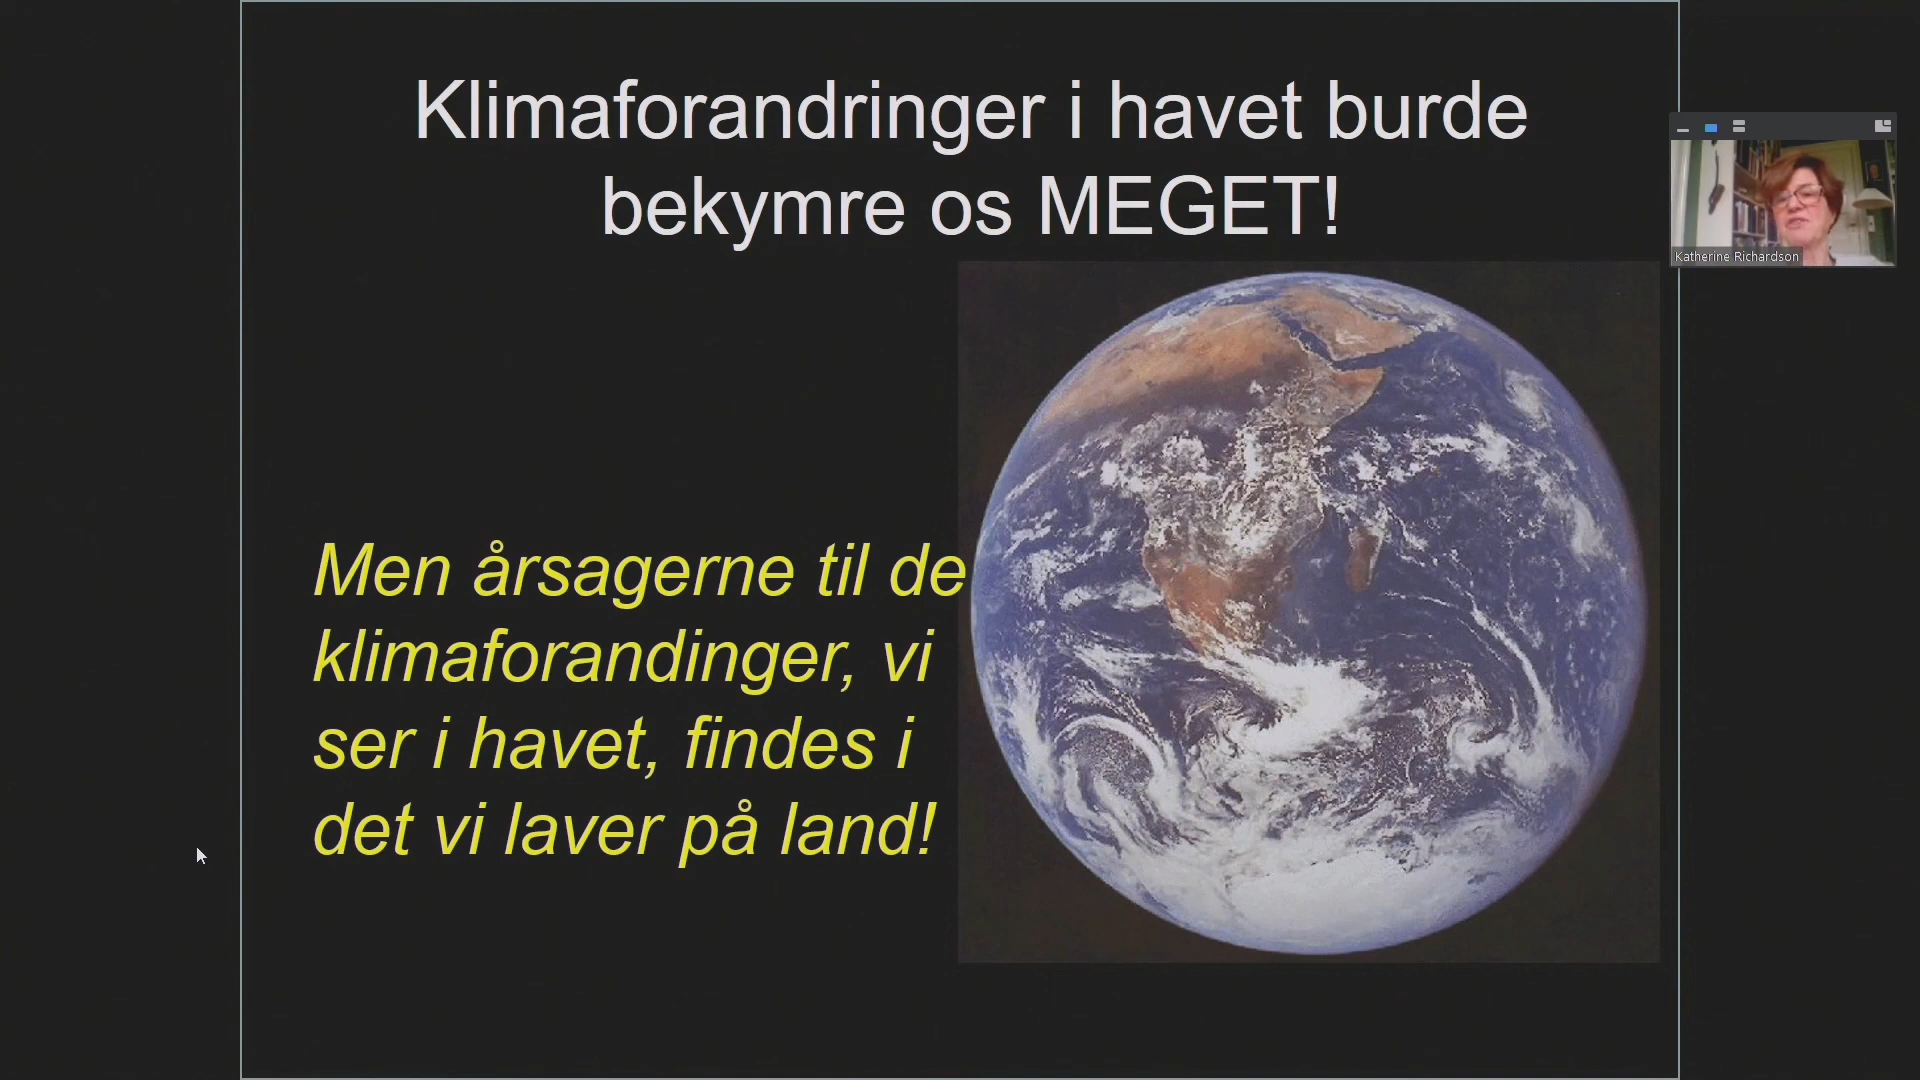 Klimaforandringer i havet burde
bekymre os MEGET!
Katherine Richardson
Men årsagerne til de
klimaforandinger, vi
ser i havet, findes i
det vi laver på land!